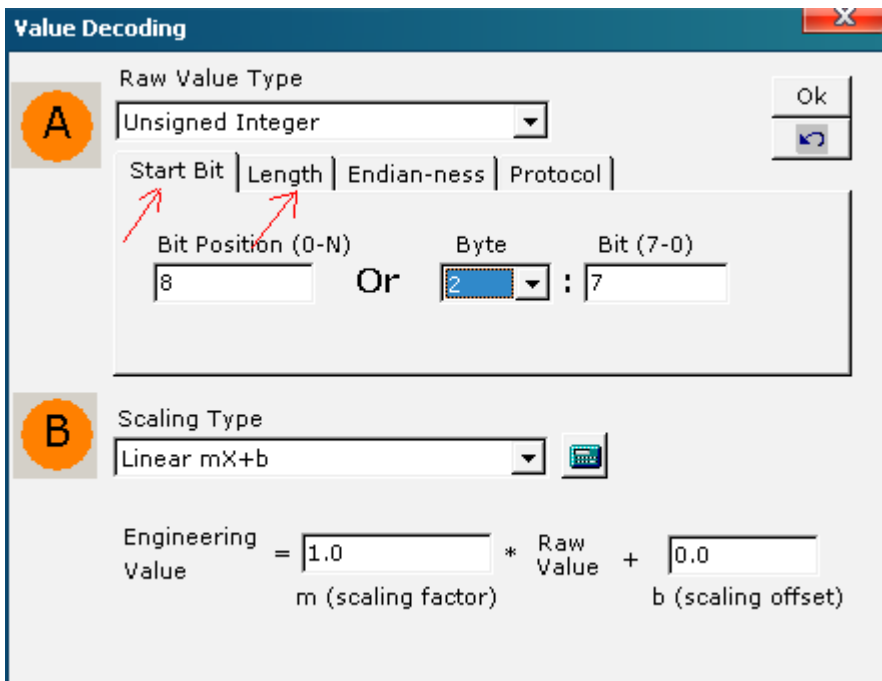 Value Decoding
X
A
Raw Value Type
Unsigned Integer
Ok
Start Bit Length Endian-ness Protocol
Bit Position (0-N) Byte Bit (7-0)
8 Or 2 : 7
B
Scaling Type
Linear mX+b
Engineering Value = 1.0 * Raw Value + 0.0
m (scaling factor) b (scaling offset)